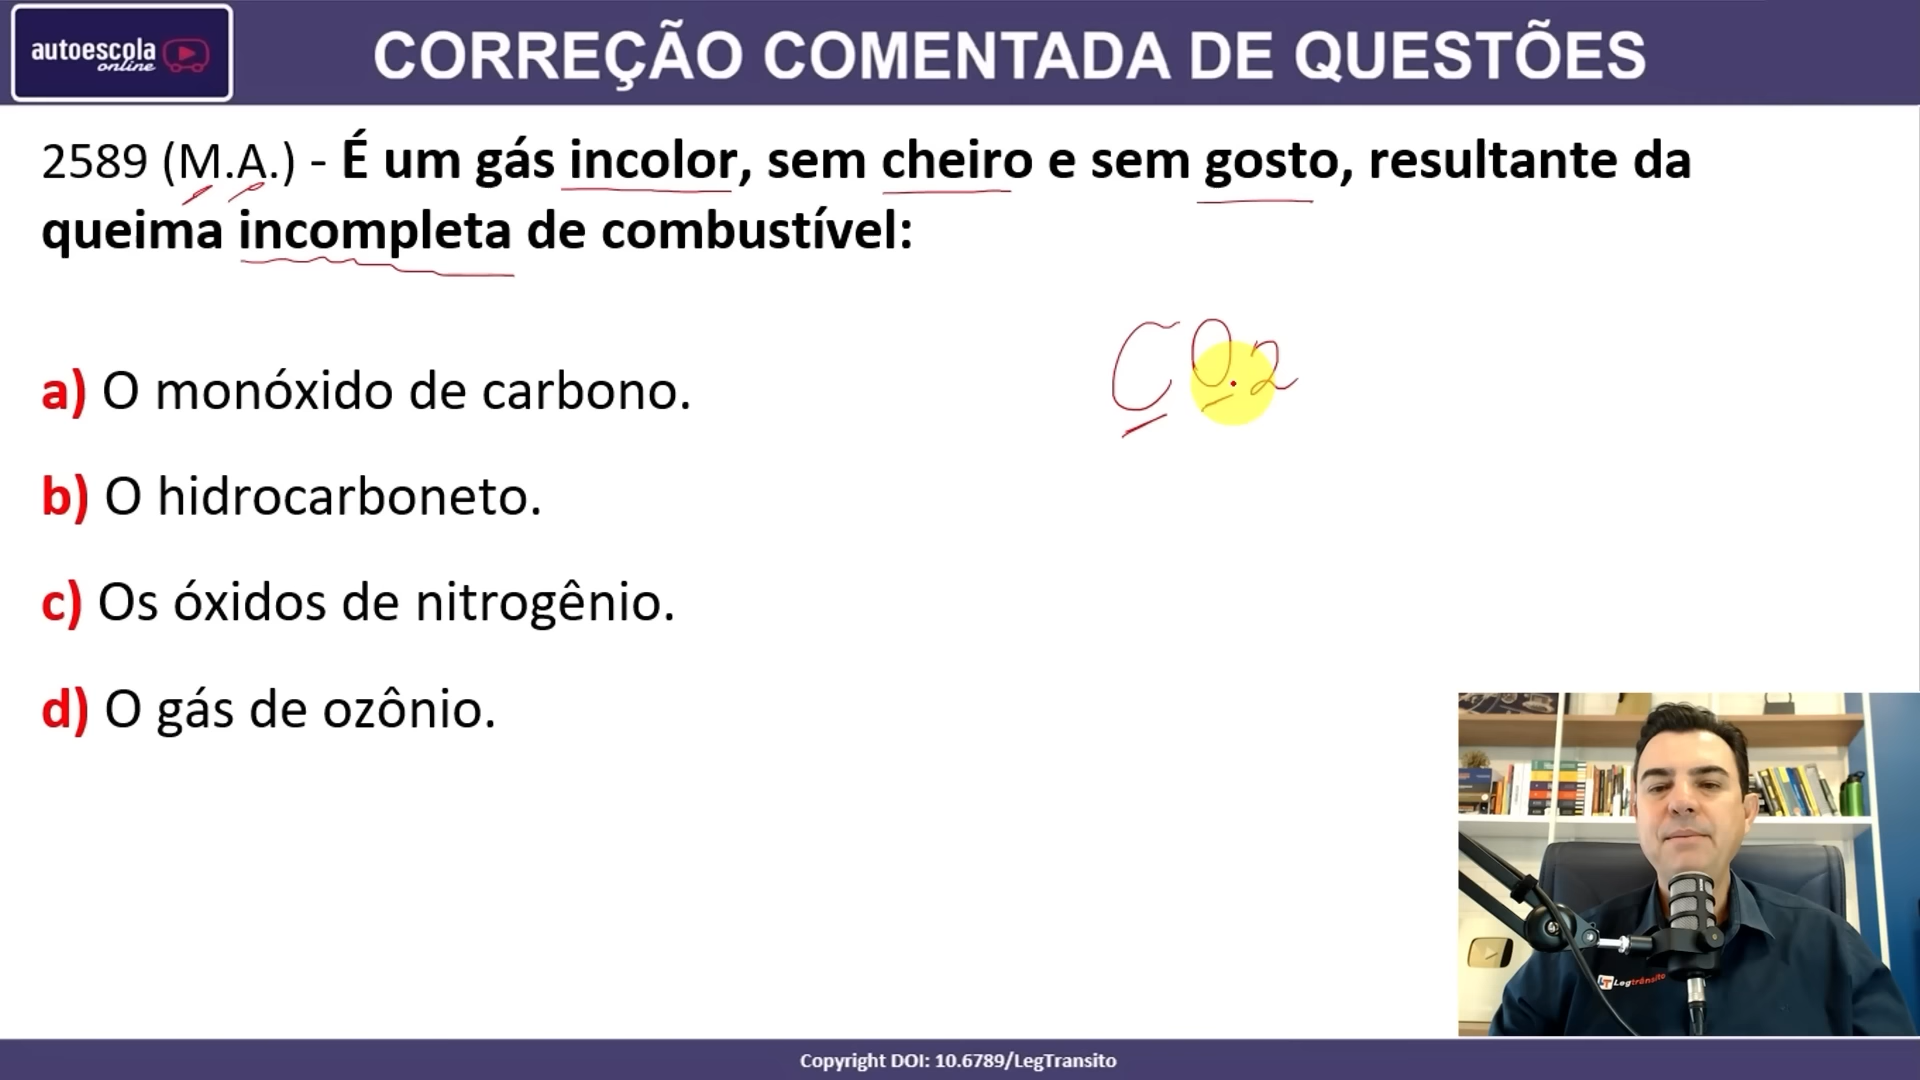 autoescola
online
CORREÇÃO COMENTADA DE QUESTÕES
2589 (M.A.) - É um gás incolor, sem cheiro e sem gosto, resultante da
queima incompleta de combustível:
CO2
a) O monóxido de carbono.
b) O hidrocarboneto.
c) Os óxidos de nitrogênio.
d) O gás de ozônio.
LT Legtrânsito
Copyright DOI: 10.6789/LegTransito